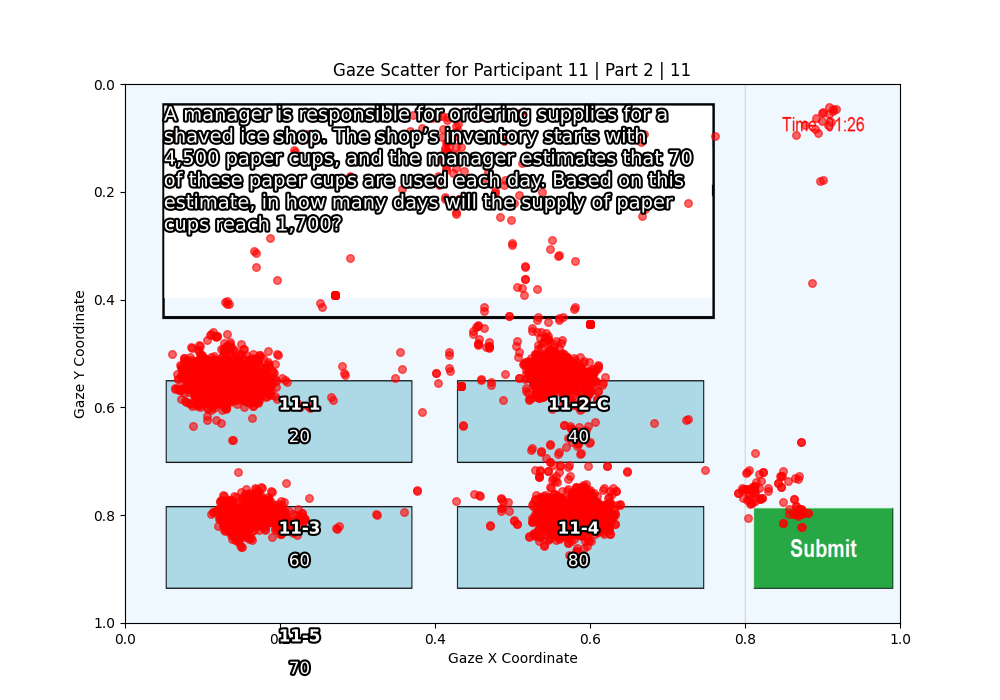 Gaze Scatter for Participant 11 | Part 2 | 11
A manager is responsible for ordering supplies for a
shaved ice shop. The shop's inventory starts with
4,500 paper cups, and the manager estimates that 70
of these paper cups are used each day. Based on this
estimate, in how many days will the supply of paper
cups reach 1,700?
Time: 01:26
0.0
0.2
0.4
0.6
0.8
1.0
Gaze Y Coordinate
11-1
20
11-2-C
40
11-3
60
11-4
80
Submit
0.0
0.2
0.4
0.6
0.8
1.0
11-5
70
Gaze X Coordinate